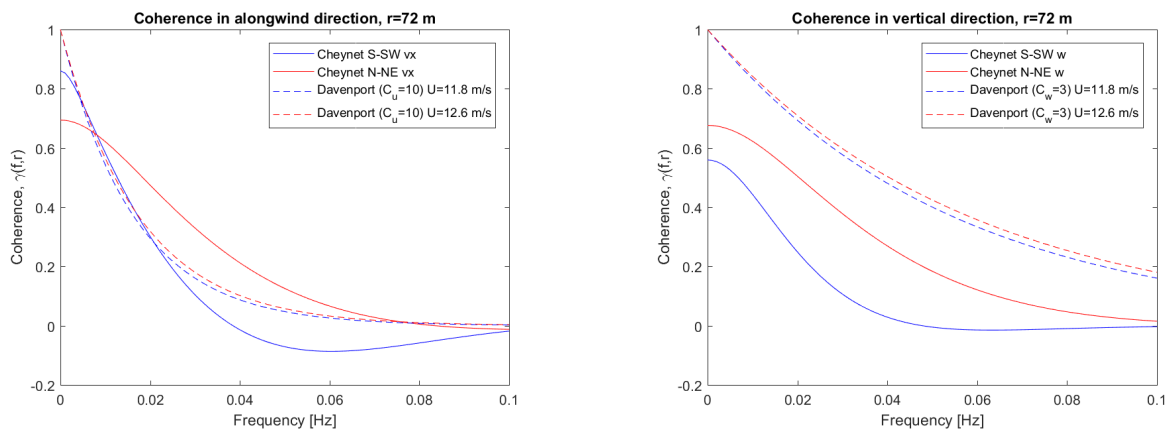 Coherence in alongwind direction, r=72 m
1
0.8
0.6
0.4
0.2
0
-0.2
Coherence, γ(f,r)
Cheynet S-SW vx
Cheynet N-NE vx
Davenport (C_u=10) U=11.8 m/s
Davenport (C_u=10) U=12.6 m/s
0 0.02 0.04 0.06 0.08 0.1
Frequency [Hz]
Coherence in vertical direction, r=72 m
1
0.8
0.6
0.4
0.2
0
-0.2
Coherence, γ(f,r)
Cheynet S-SW w
Cheynet N-NE w
Davenport (C_w=3) U=11.8 m/s
Davenport (C_w=3) U=12.6 m/s
0 0.02 0.04 0.06 0.08 0.1
Frequency [Hz]